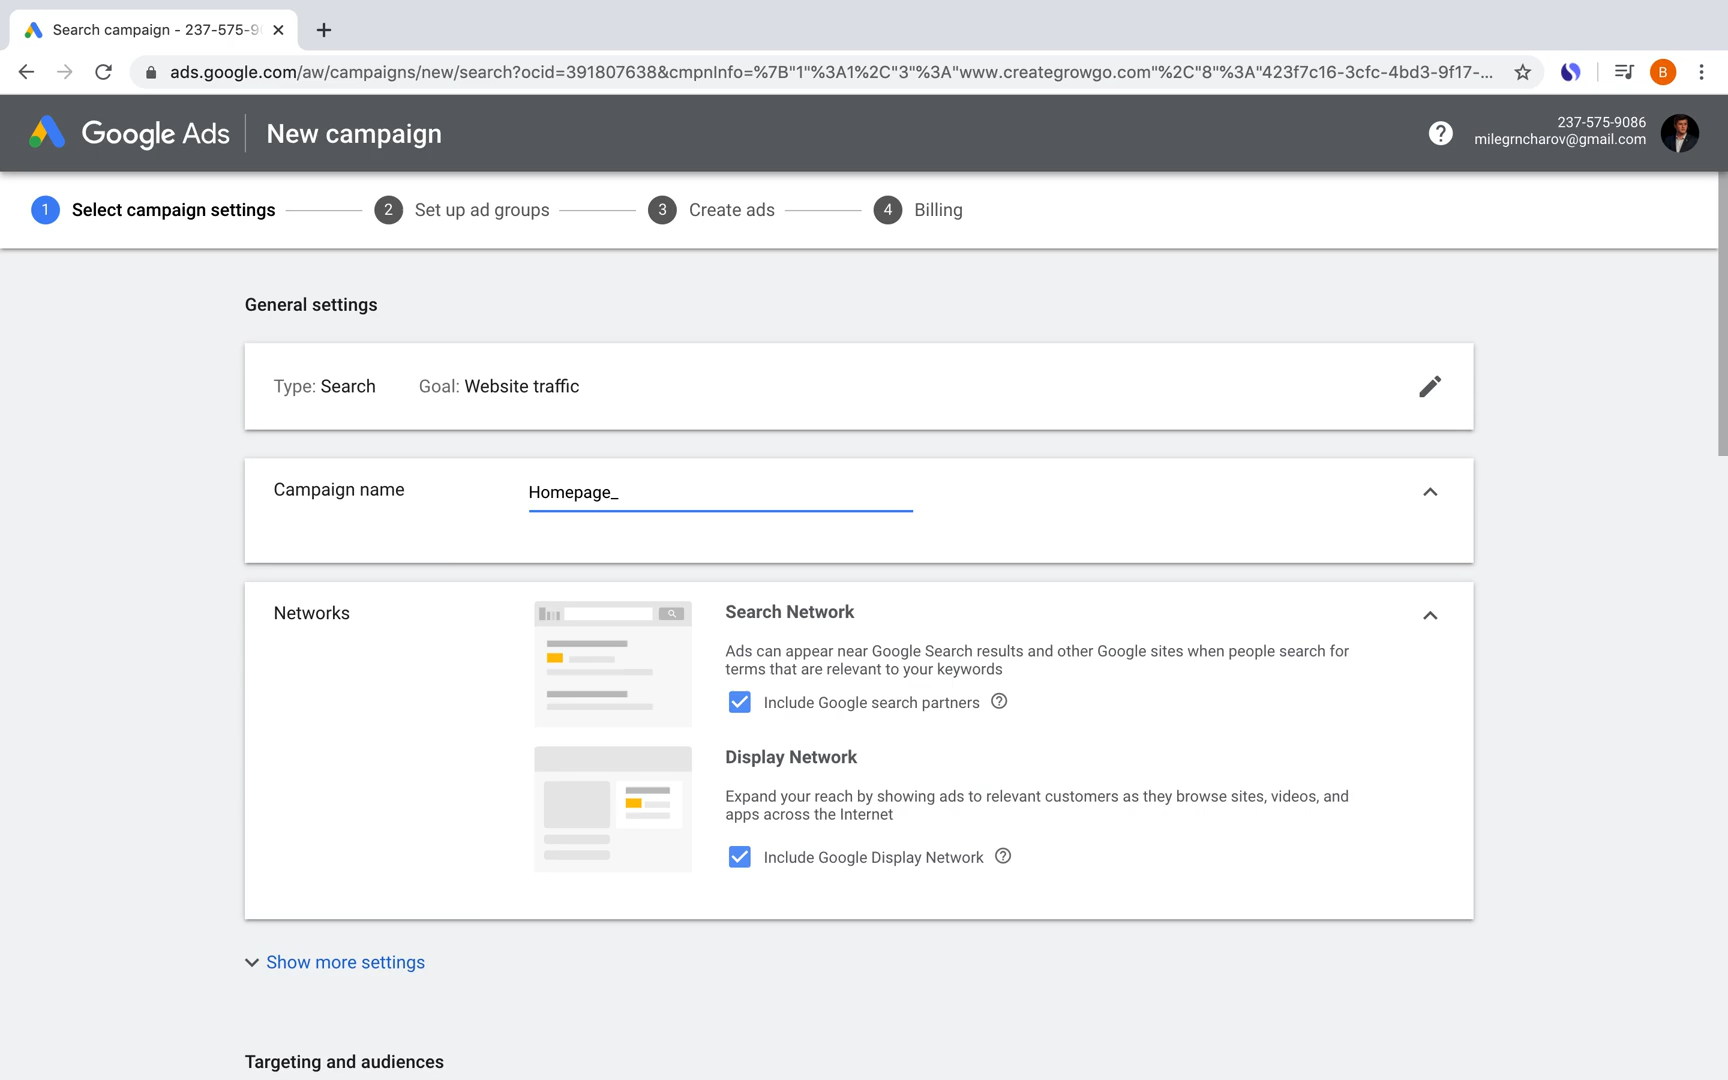 Search campaign - 237-575-9
ads.google.com/aw/campaigns/new/search?ocid=391807638&cmpnInfo=%7B"1"%3A1%2C"3"%3A"www.creategrowgo.com"%2C"8"%3A"423f7c16-3cfc-4bd3-9f17-...
B
Google Ads
New campaign
?
237-575-9086
milegrncharov@gmail.com
1 Select campaign settings
2 Set up ad groups
3 Create ads
4 Billing
General settings
Type: Search Goal: Website traffic
Campaign name
Homepage_
Networks
Search Network
Ads can appear near Google Search results and other Google sites when people search for
terms that are relevant to your keywords
Include Google search partners ?
Display Network
Expand your reach by showing ads to relevant customers as they browse sites, videos, and
apps across the Internet
Include Google Display Network ?
Show more settings
Targeting and audiences